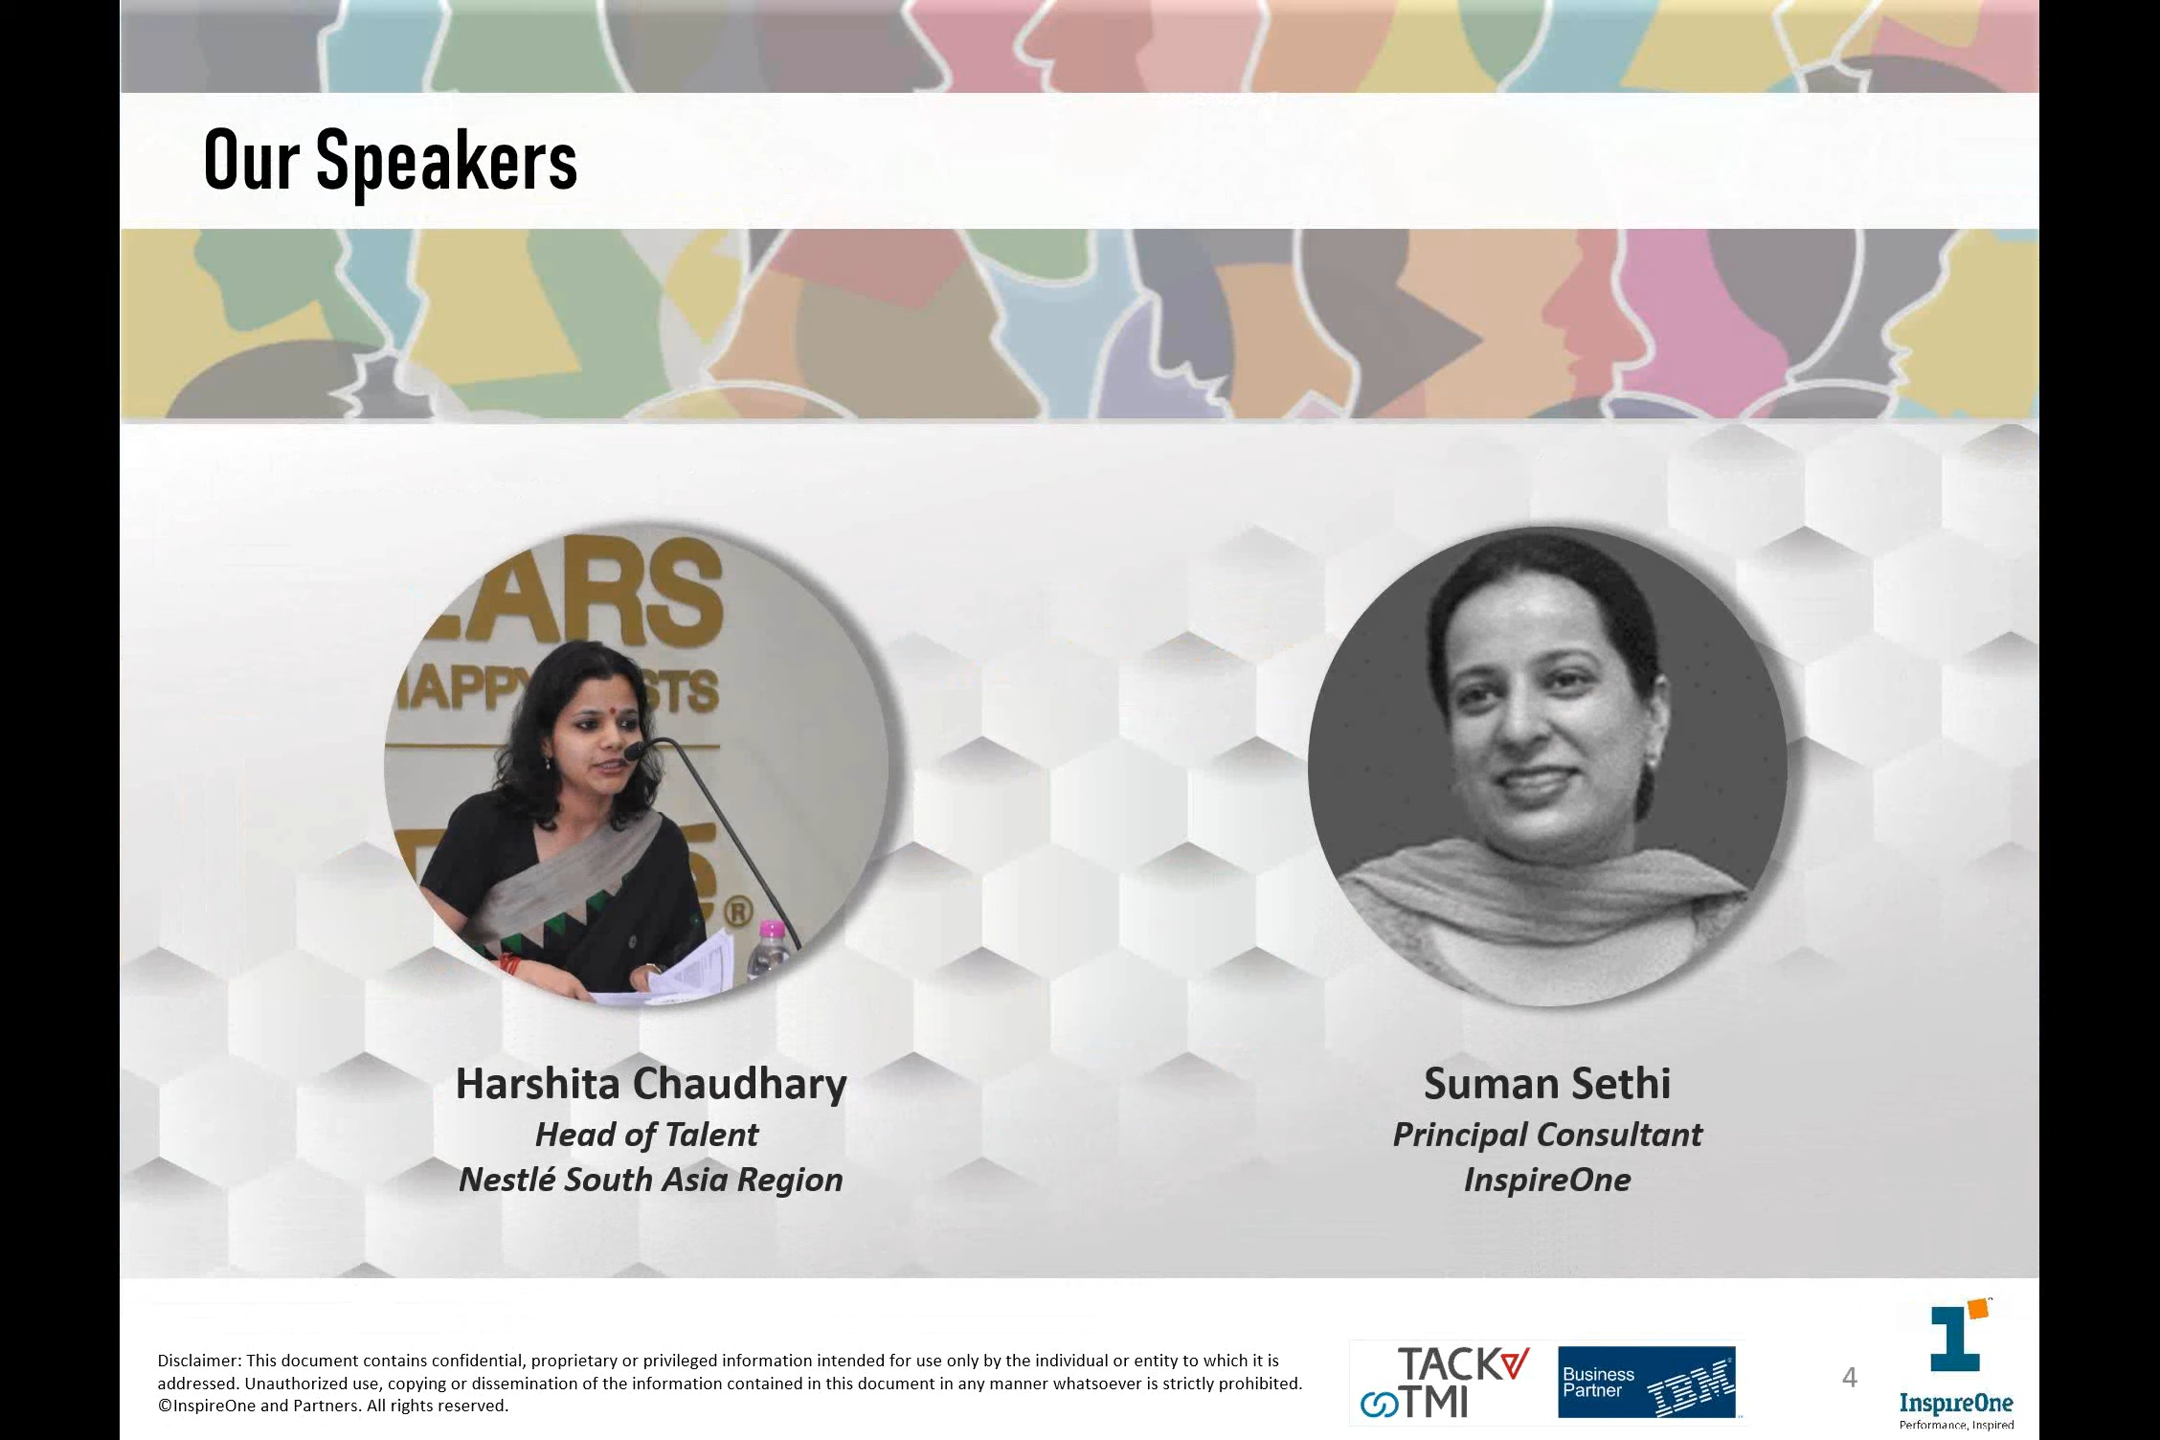 Our Speakers
EARS
HAPPY STS
®
Harshita Chaudhary
Head of Talent
Nestlé South Asia Region
Suman Sethi
Principal Consultant
InspireOne
Disclaimer: This document contains confidential, proprietary or privileged information intended for use only by the individual or entity to which it is
addressed. Unauthorized use, copying or dissemination of the information contained in this document in any manner whatsoever is strictly prohibited.
©InspireOne and Partners. All rights reserved.
TACK
TMI
Business
Partner
IBM
4
InspireOne
Performance, Inspired